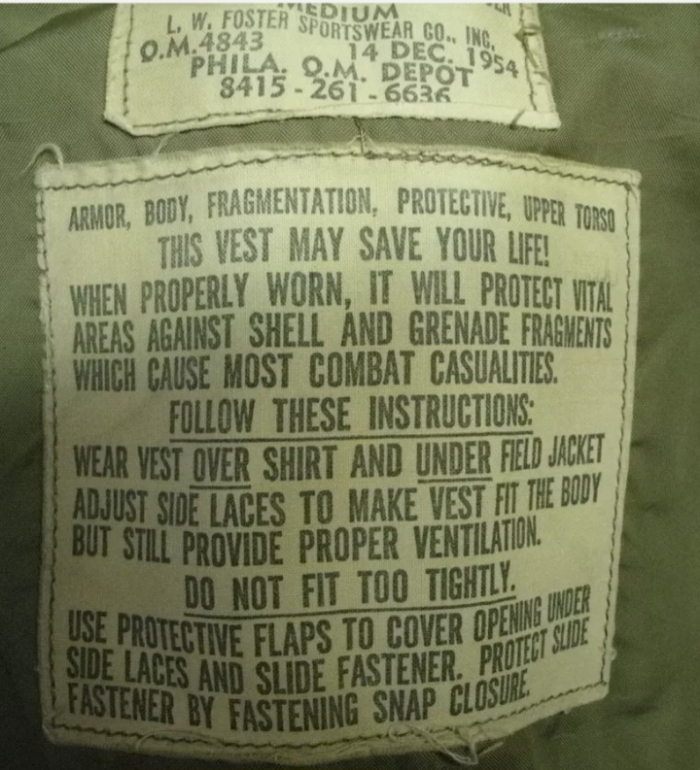 MEDIUM
L. W. FOSTER SPORTSWEAR CO., INC.
Q.M.4843 14 DEC. 1954
PHILA. Q.M. DEPOT
8415-261-6636
ARMOR, BODY, FRAGMENTATION, PROTECTIVE, UPPER TORSO
THIS VEST MAY SAVE YOUR LIFE!
WHEN PROPERLY WORN, IT WILL PROTECT VITAL
AREAS AGAINST SHELL AND GRENADE FRAGMENTS
WHICH CAUSE MOST COMBAT CASUALITIES.
FOLLOW THESE INSTRUCTIONS:
WEAR VEST OVER SHIRT AND UNDER FIELD JACKET
ADJUST SIDE LACES TO MAKE VEST FIT THE BODY
BUT STILL PROVIDE PROPER VENTILATION.
DO NOT FIT TOO TIGHTLY.
USE PROTECTIVE FLAPS TO COVER OPENING UNDER
SIDE LACES AND SLIDE FASTENER. PROTECT SLIDE
FASTENER BY FASTENING SNAP CLOSURE.